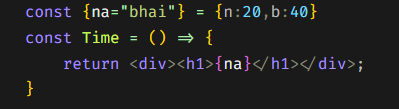 const {na="bhai"} = {n:20,b:40}
const Time = () => {
return <div><h1>{na}</h1></div>;
}